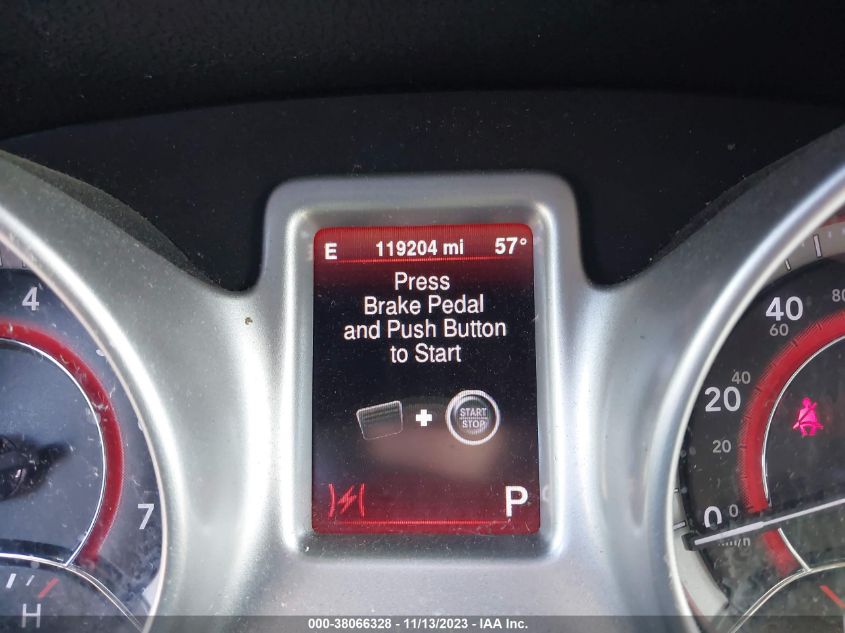 E 119204 mi 57°
Press
Brake Pedal
and Push Button
to Start
START
STOP
P
4
7
H
40
80
60
40
20
20
0
0
000-38066328 - 11/13/2023 - IAA Inc.